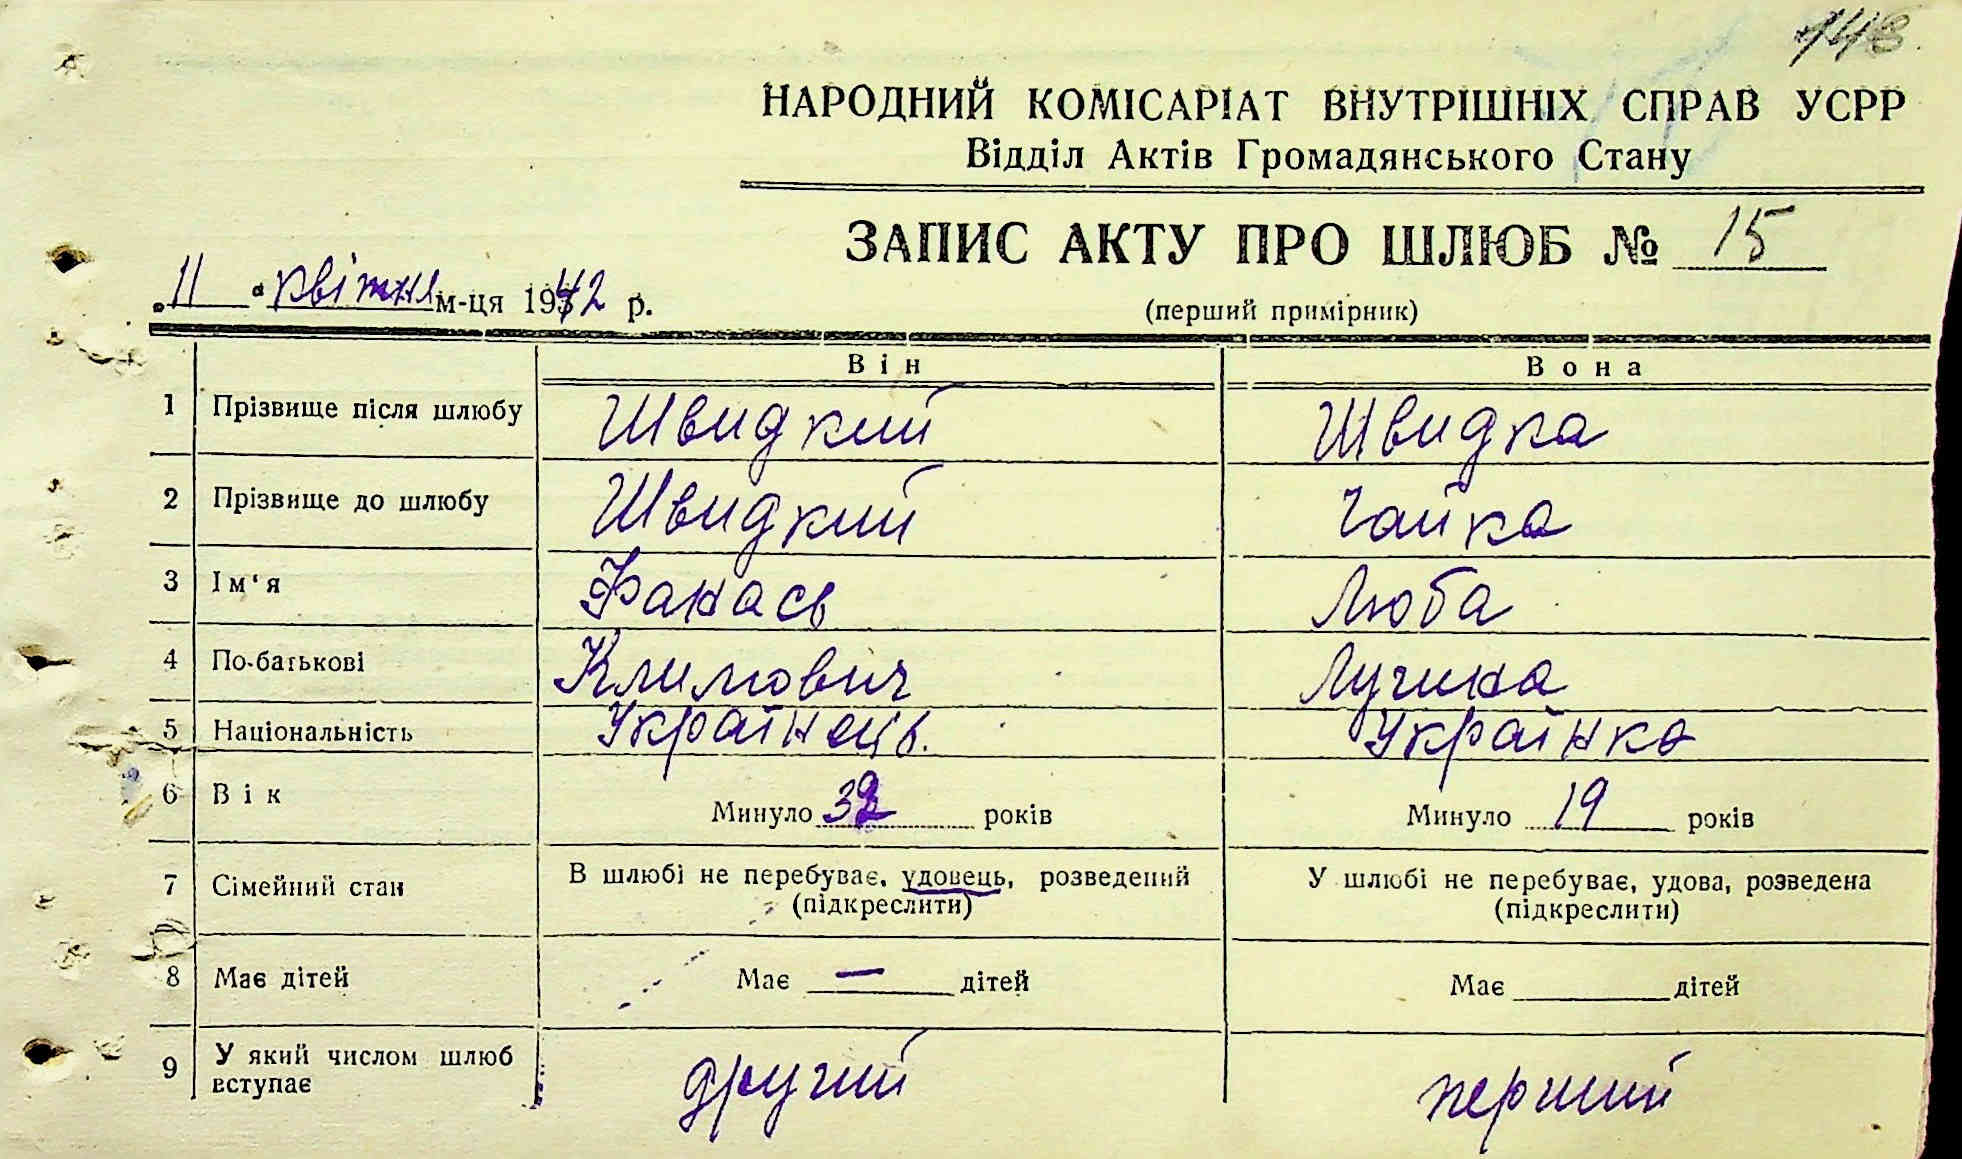 148
НАРОДНИЙ КОМІСАРІАТ ВНУТРІШНІХ СПРАВ УСРР
Відділ Актів Громадянського Стану
ЗАПИС АКТУ ПРО ШЛЮБ № 15
„ 11 “ квітня м-ця 1942 р.
(перший примірник)
Він Вона
1 Прізвище після шлюбу Швидкий Швидка
2 Прізвище до шлюбу Швидкий Чайка
3 Ім'я Фанась Люба
4 По-батькові Климович Лучина
5 Національність Українець. Українка
6 Вік Минуло 32 років Минуло 19 років
7 Сімейний стан В шлюбі не перебуває, удовець, розведений (підкреслити) У шлюбі не перебуває, удова, розведена (підкреслити)
8 Має дітей Має — дітей Має дітей
9 У який числом шлюб вступає другий перший